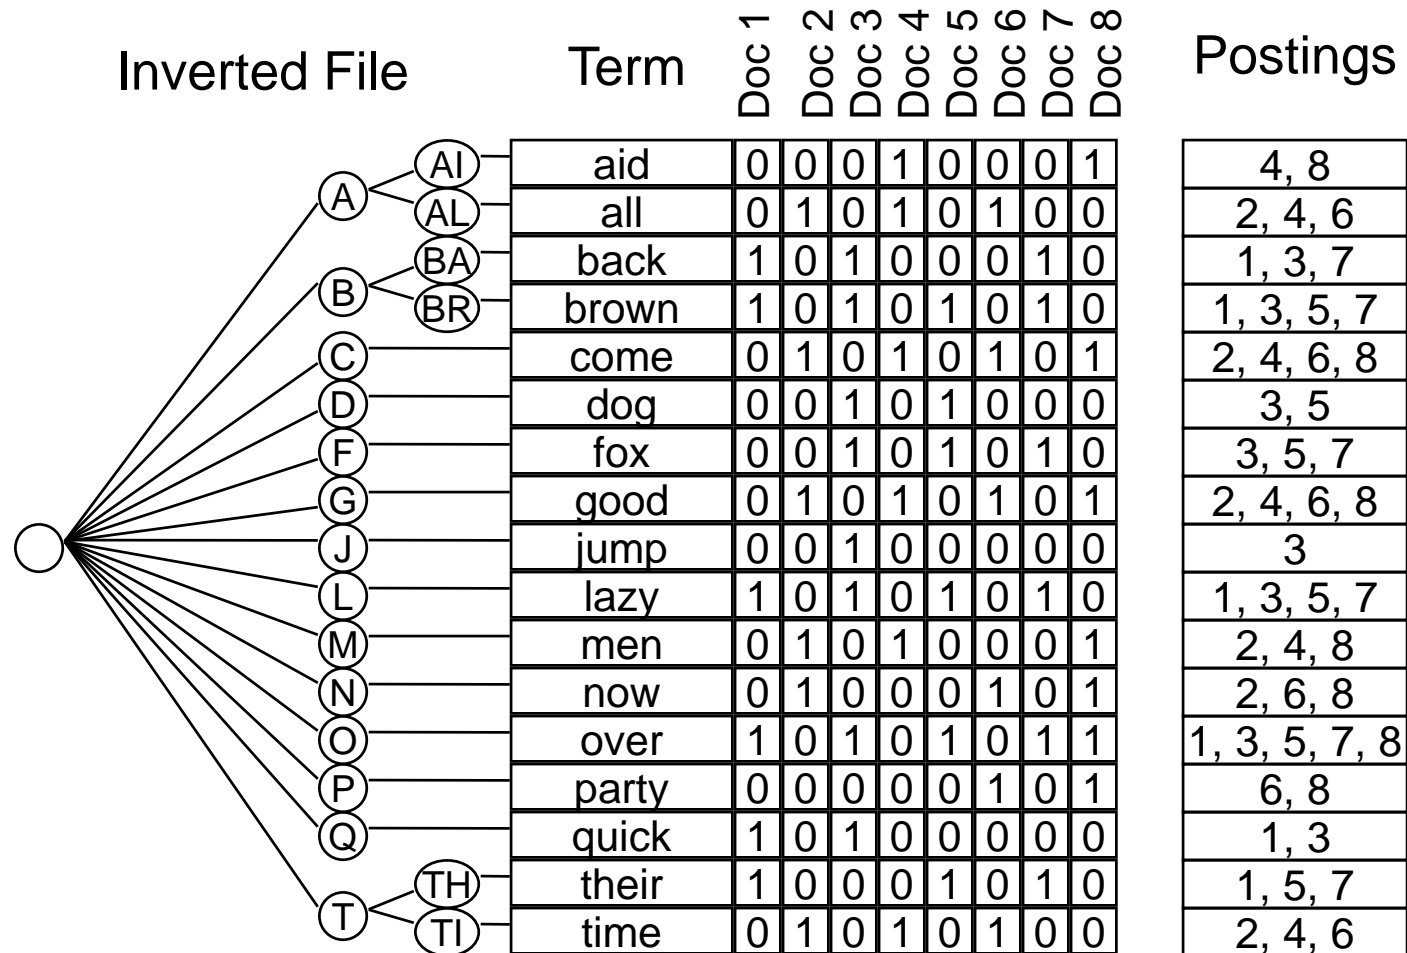 Inverted File Term Doc 1 Doc 2 Doc 3 Doc 4 Doc 5 Doc 6 Doc 7 Doc 8 Postings
A AI aid 0 0 0 1 0 0 0 1 4, 8
AL all 0 1 0 1 0 1 0 0 2, 4, 6
B BA back 1 0 1 0 0 0 1 0 1, 3, 7
BR brown 1 0 1 0 1 0 1 0 1, 3, 5, 7
C come 0 1 0 1 0 1 0 1 2, 4, 6, 8
D dog 0 0 1 0 1 0 0 0 3, 5
F fox 0 0 1 0 1 0 1 0 3, 5, 7
G good 0 1 0 1 0 1 0 1 2, 4, 6, 8
J jump 0 0 1 0 0 0 0 0 3
L lazy 1 0 1 0 1 0 1 0 1, 3, 5, 7
M men 0 1 0 1 0 0 0 1 2, 4, 8
N now 0 1 0 0 0 1 0 1 2, 6, 8
O over 1 0 1 0 1 0 1 1 1, 3, 5, 7, 8
P party 0 0 0 0 0 1 0 1 6, 8
Q quick 1 0 1 0 0 0 0 0 1, 3
T TH their 1 0 0 0 1 0 1 0 1, 5, 7
TI time 0 1 0 1 0 1 0 0 2, 4, 6